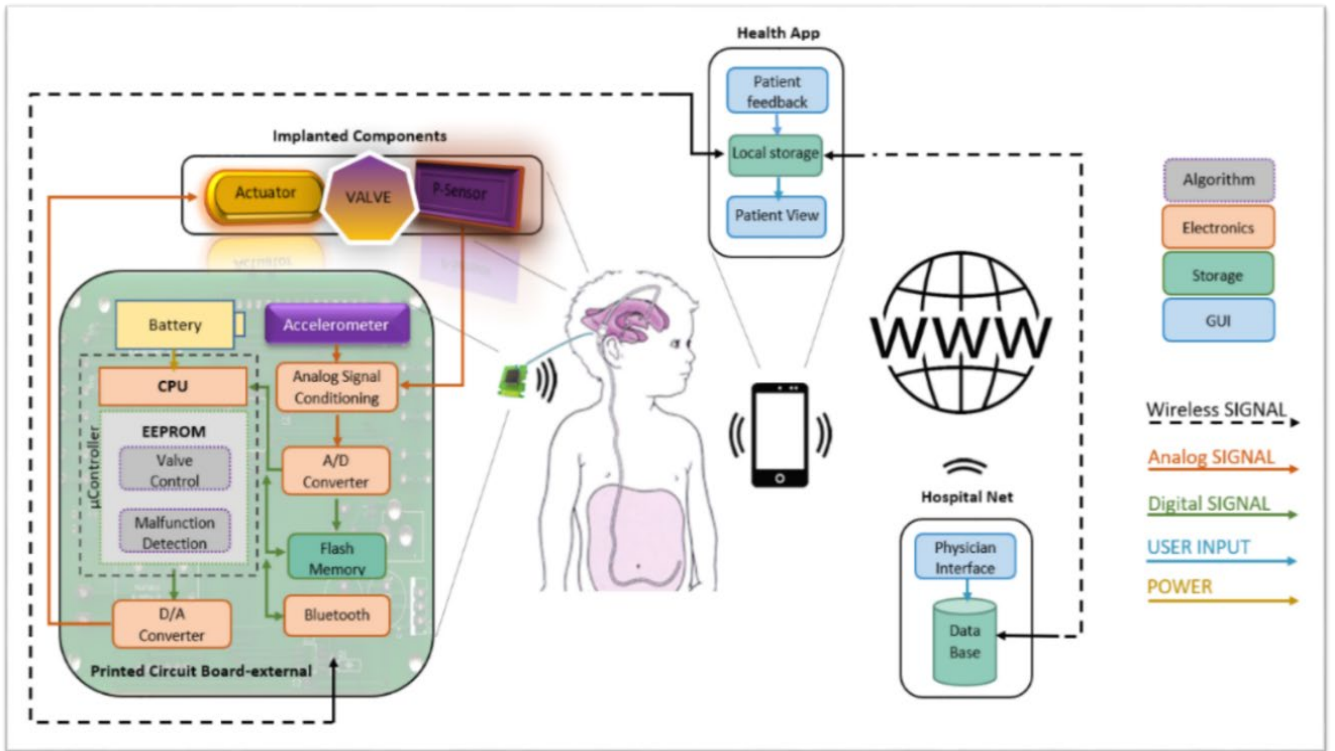 Health App
Patient
feedback
Local storage
Patient View
Implanted Components
Actuator
VALVE
P-Sensor
Actuator
Battery
Accelerometer
CPU
Analog Signal
Conditioning
EEPROM
Valve
Control
Malfunction
Detection
µController
A/D
Converter
Flash
Memory
Bluetooth
D/A
Converter
Printed Circuit Board-external
WWW
Hospital Net
Physician
Interface
Data
Base
Algorithm
Electronics
Storage
GUI
Wireless SIGNAL
Analog SIGNAL
Digital SIGNAL
USER INPUT
POWER